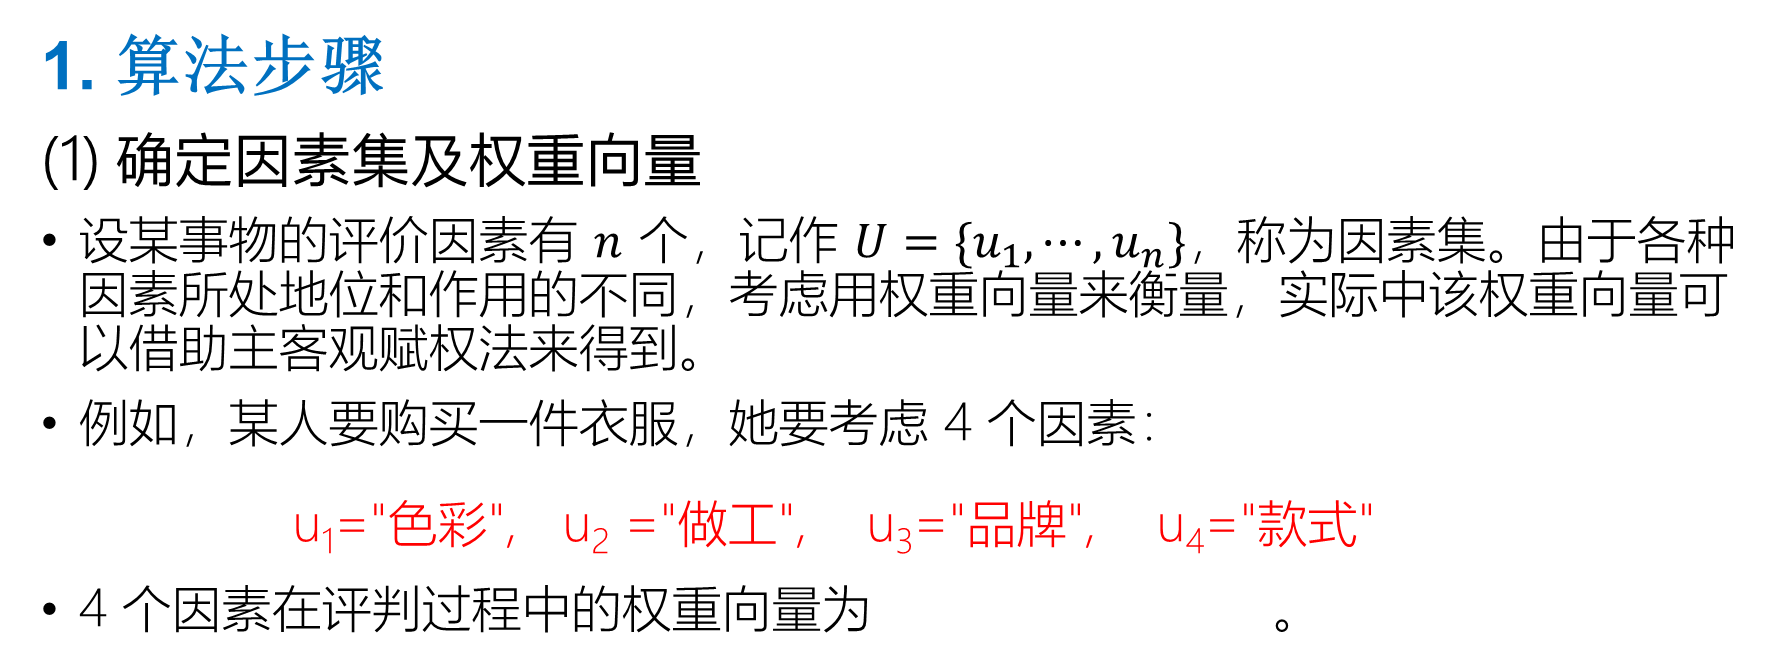 1. 算法步骤
(1) 确定因素集及权重向量
• 设某事物的评价因素有 n 个，记作 U = {u₁,⋯,uₙ}，称为因素集。由于各种
因素所处地位和作用的不同，考虑用权重向量来衡量，实际中该权重向量可
以借助主客观赋权法来得到。
• 例如，某人要购买一件衣服，她要考虑 4 个因素：
u₁="色彩"， u₂ ="做工"， u₃="品牌"， u₄="款式"
• 4 个因素在评判过程中的权重向量为 。